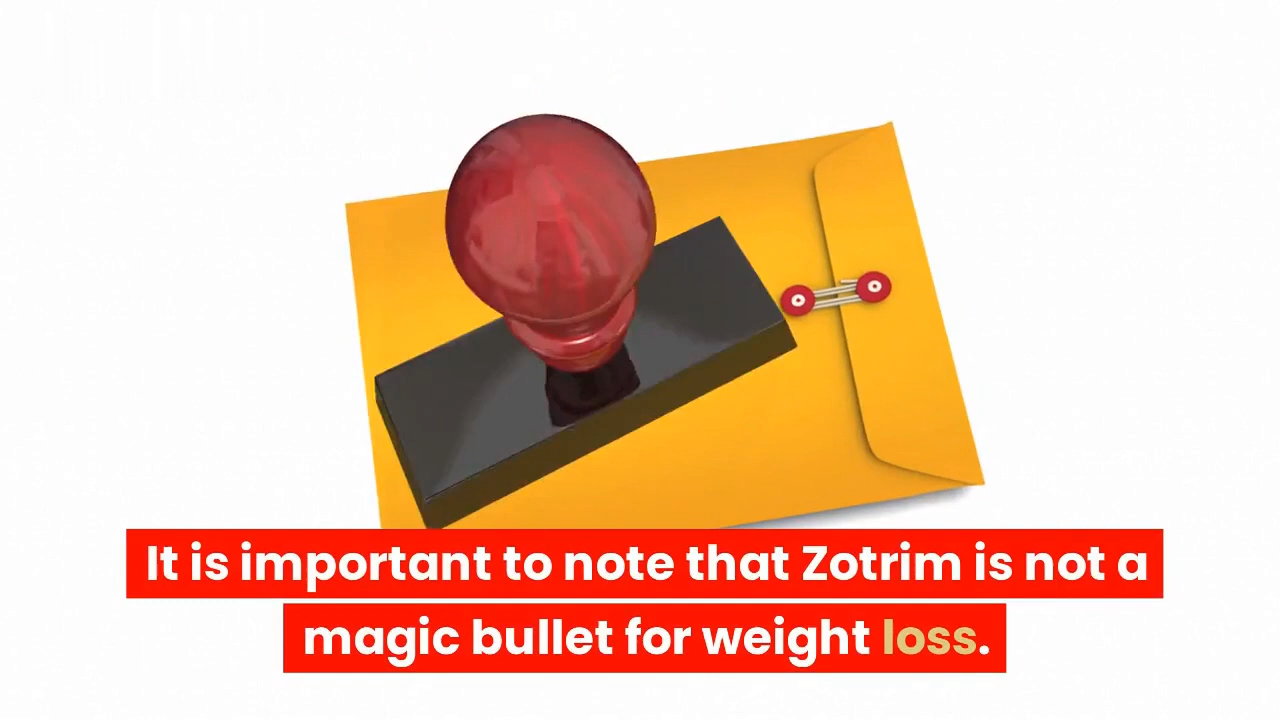 It is important to note that Zotrim is not a
magic bullet for weight loss.